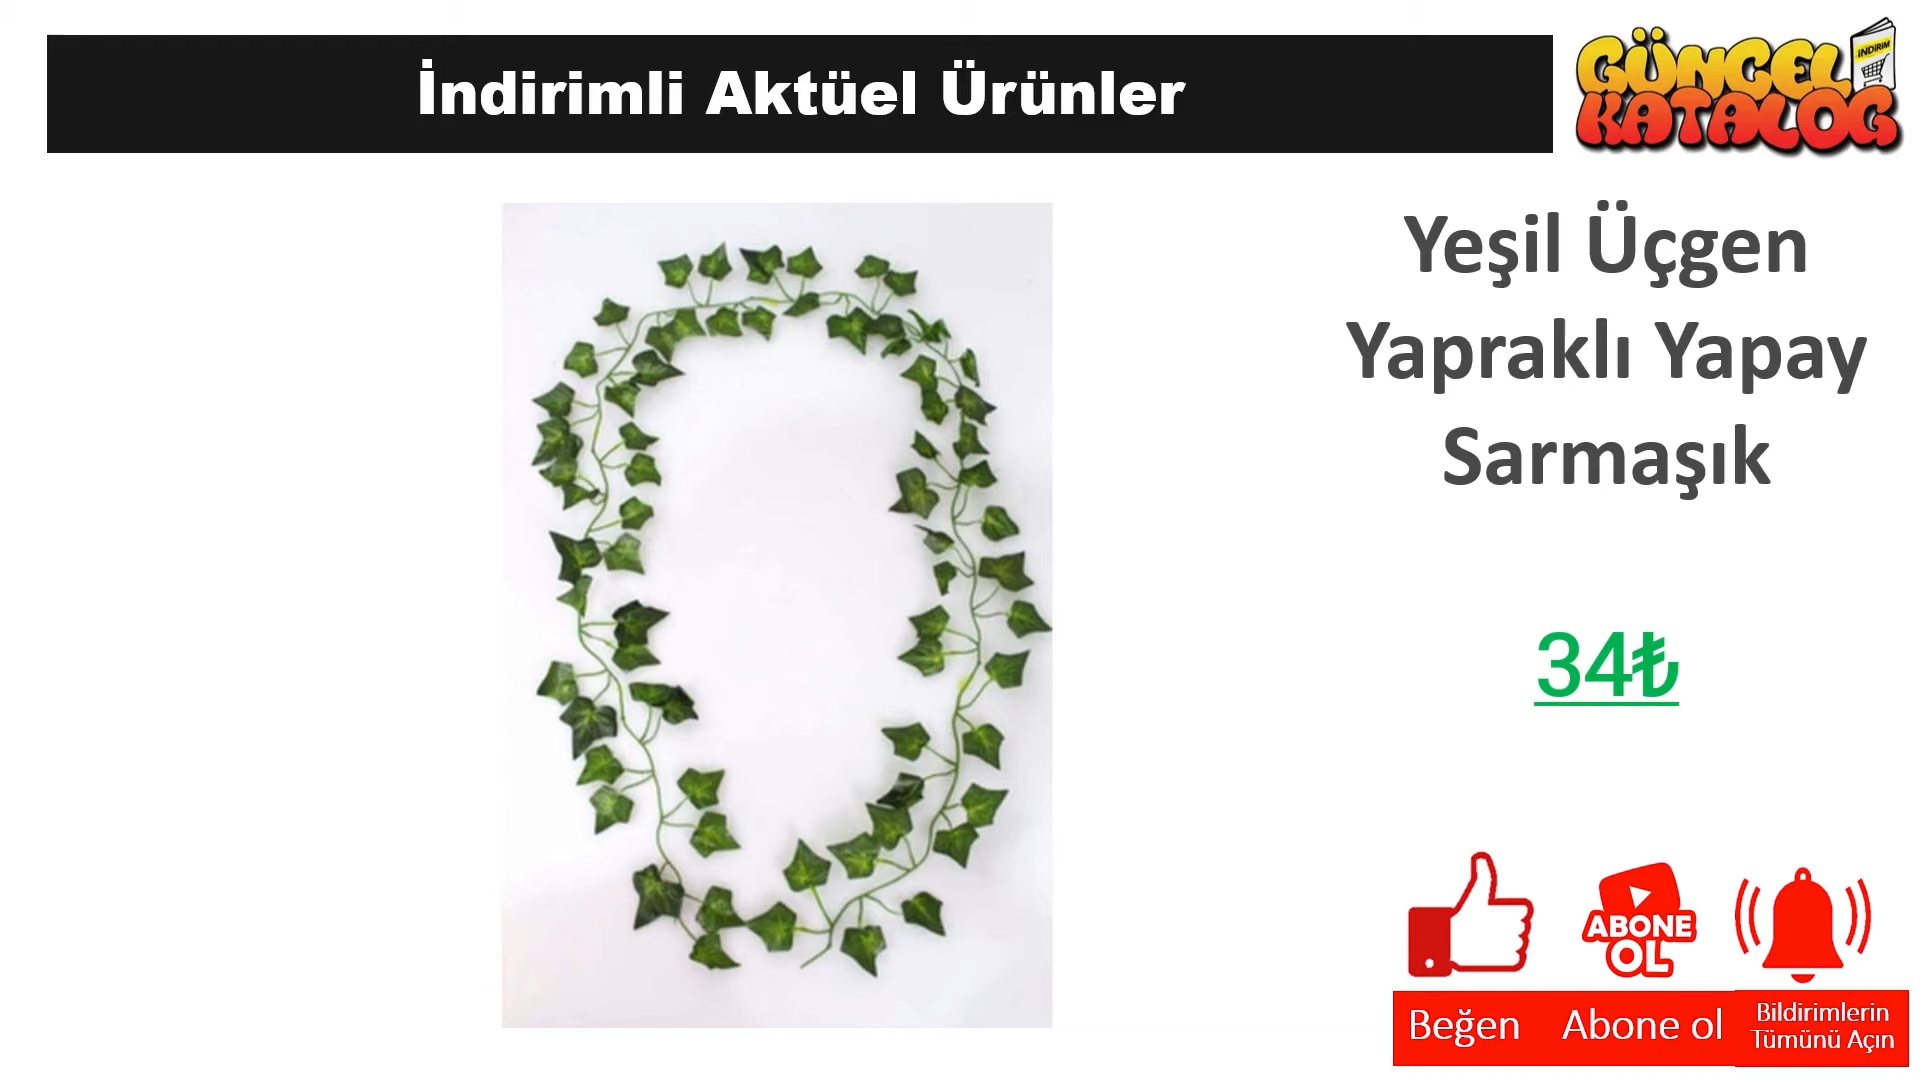 İndirimli Aktüel Ürünler
GÜNCEL
KATALOG
İNDİRİM
Yeşil Üçgen
Yapraklı Yapay
Sarmaşık
34₺
ABONE
OL
Beğen
Abone ol
Bildirimlerin
Tümünü Açın